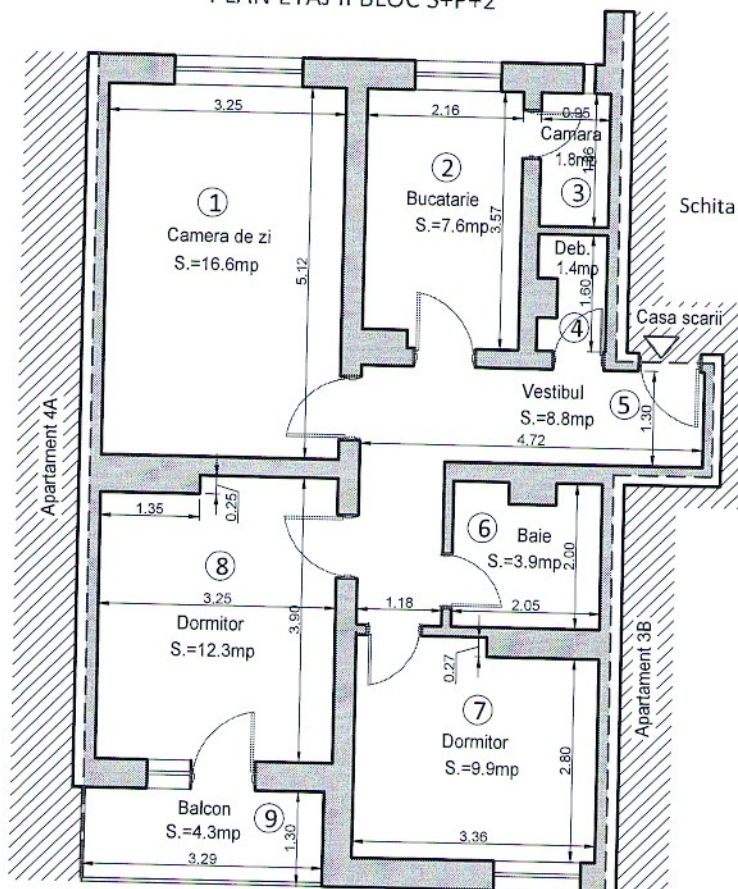 PLAN ETAJ II BLOC S+P+2
3.25
2.16
0.95
Camara
1.8mp
③
②
Bucatarie
S.=7.6mp
3.57
①
Camera de zi
S.=16.6mp
5.12
Schita
Deb.
1.4mp
1.60
④
Casa scarii
Vestibul
S.=8.8mp
⑤
1.30
4.72
Apartament 4A
1.35
0.25
⑥
Baie
S.=3.9mp
2.00
2.05
⑧
3.25
Dormitor
S.=12.3mp
3.90
1.18
0.27
⑦
Dormitor
S.=9.9mp
2.80
3.36
Apartament 3B
Balcon
S.=4.3mp
⑨
1.30
3.29